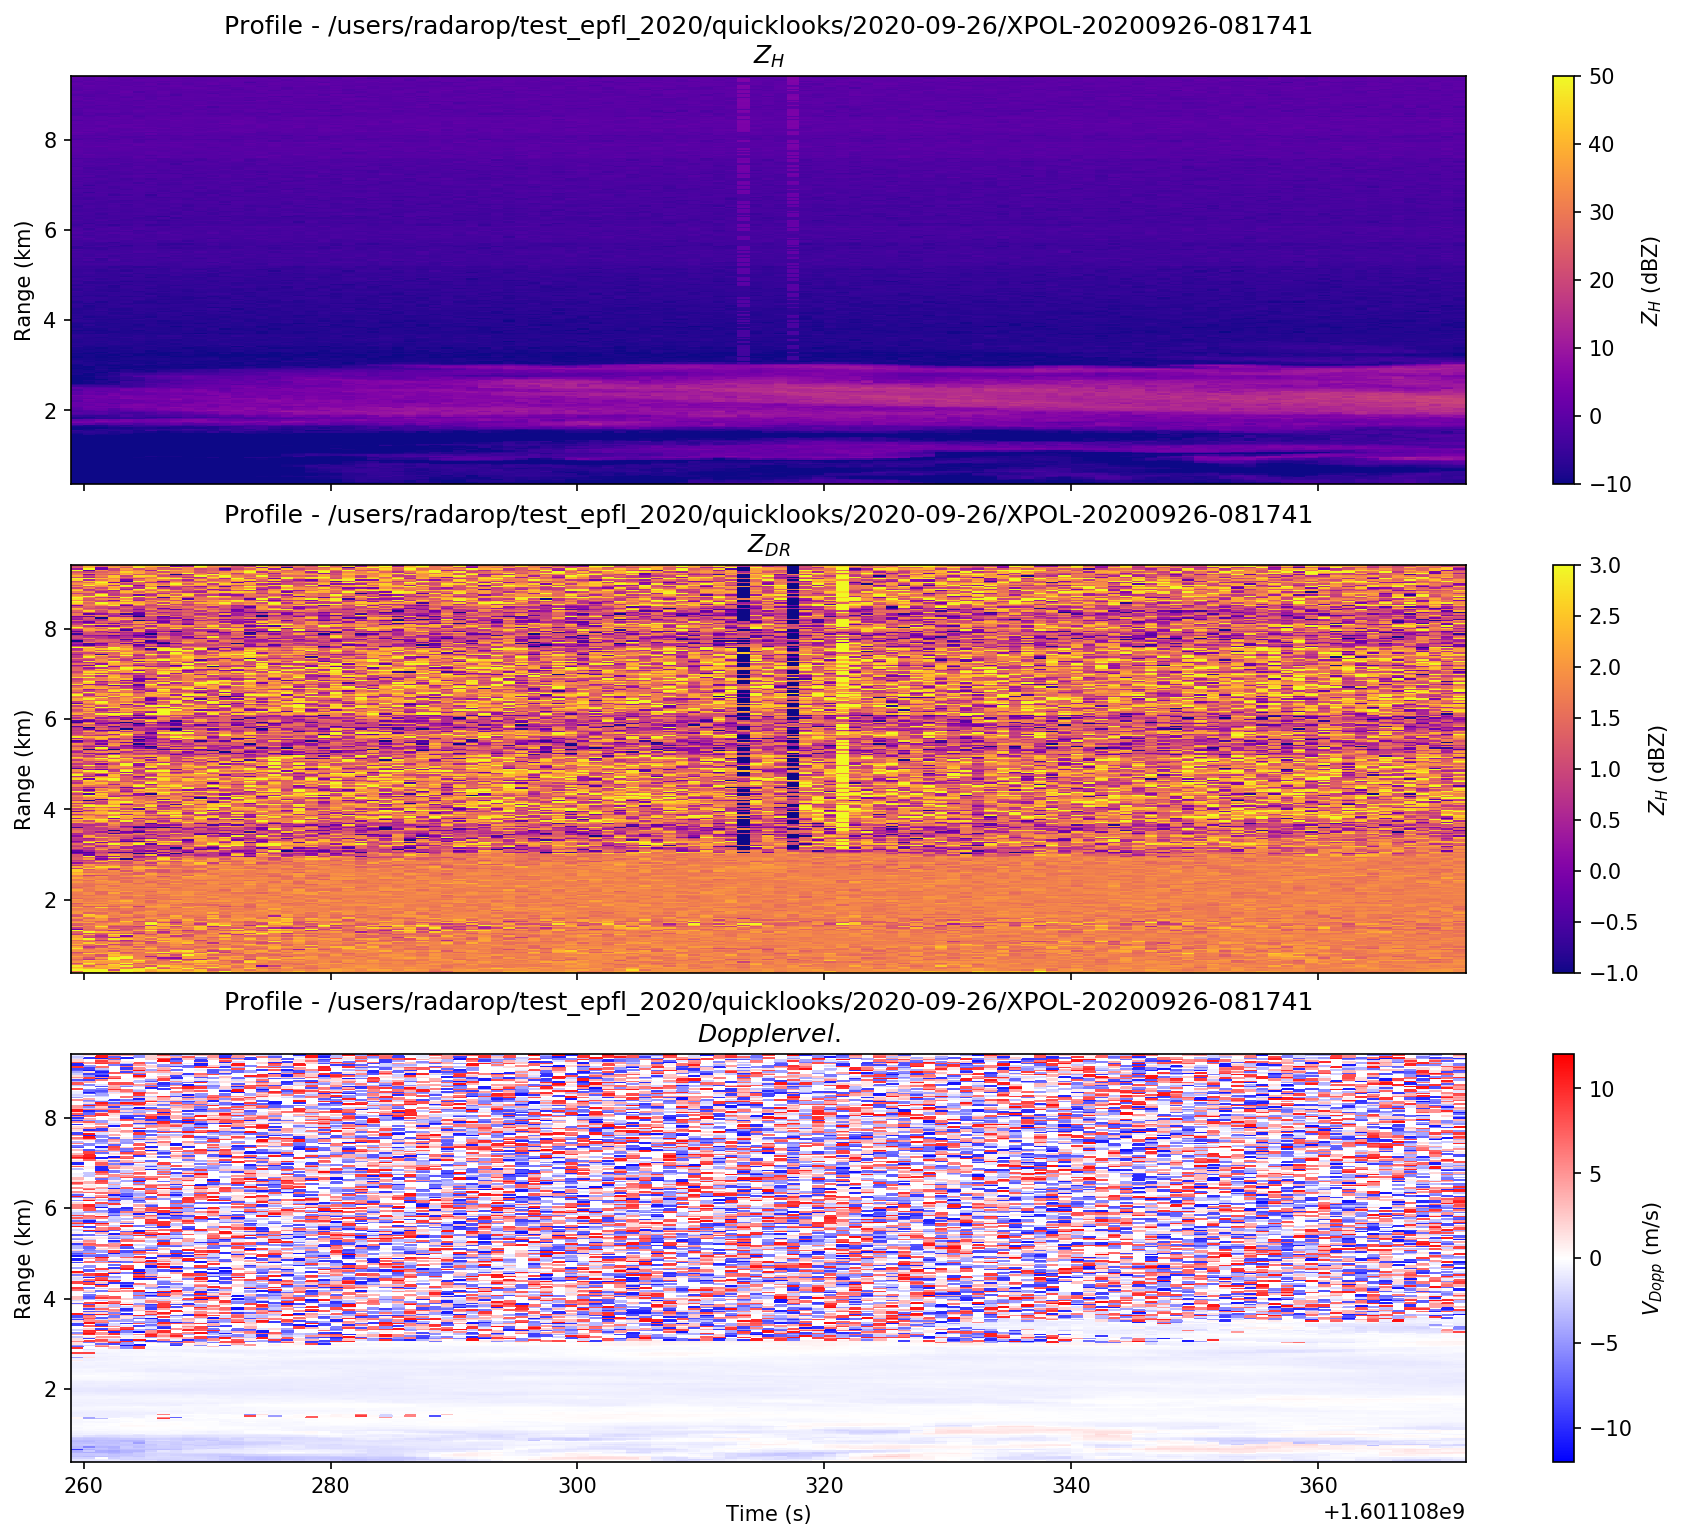 Profile - /users/radarop/test_epfl_2020/quicklooks/2020-09-26/XPOL-20200926-081741
Z_H
8
6
4
2
Range (km)
50
40
30
20
10
0
−10
Z_H (dBZ)
Profile - /users/radarop/test_epfl_2020/quicklooks/2020-09-26/XPOL-20200926-081741
Z_DR
8
6
4
2
Range (km)
3.0
2.5
2.0
1.5
1.0
0.5
0.0
−0.5
−1.0
Z_H (dBZ)
Profile - /users/radarop/test_epfl_2020/quicklooks/2020-09-26/XPOL-20200926-081741
Dopplervel.
8
6
4
2
Range (km)
10
5
0
−5
−10
V_Dopp (m/s)
260 280 300 320 340 360
Time (s)
+1.601108e9